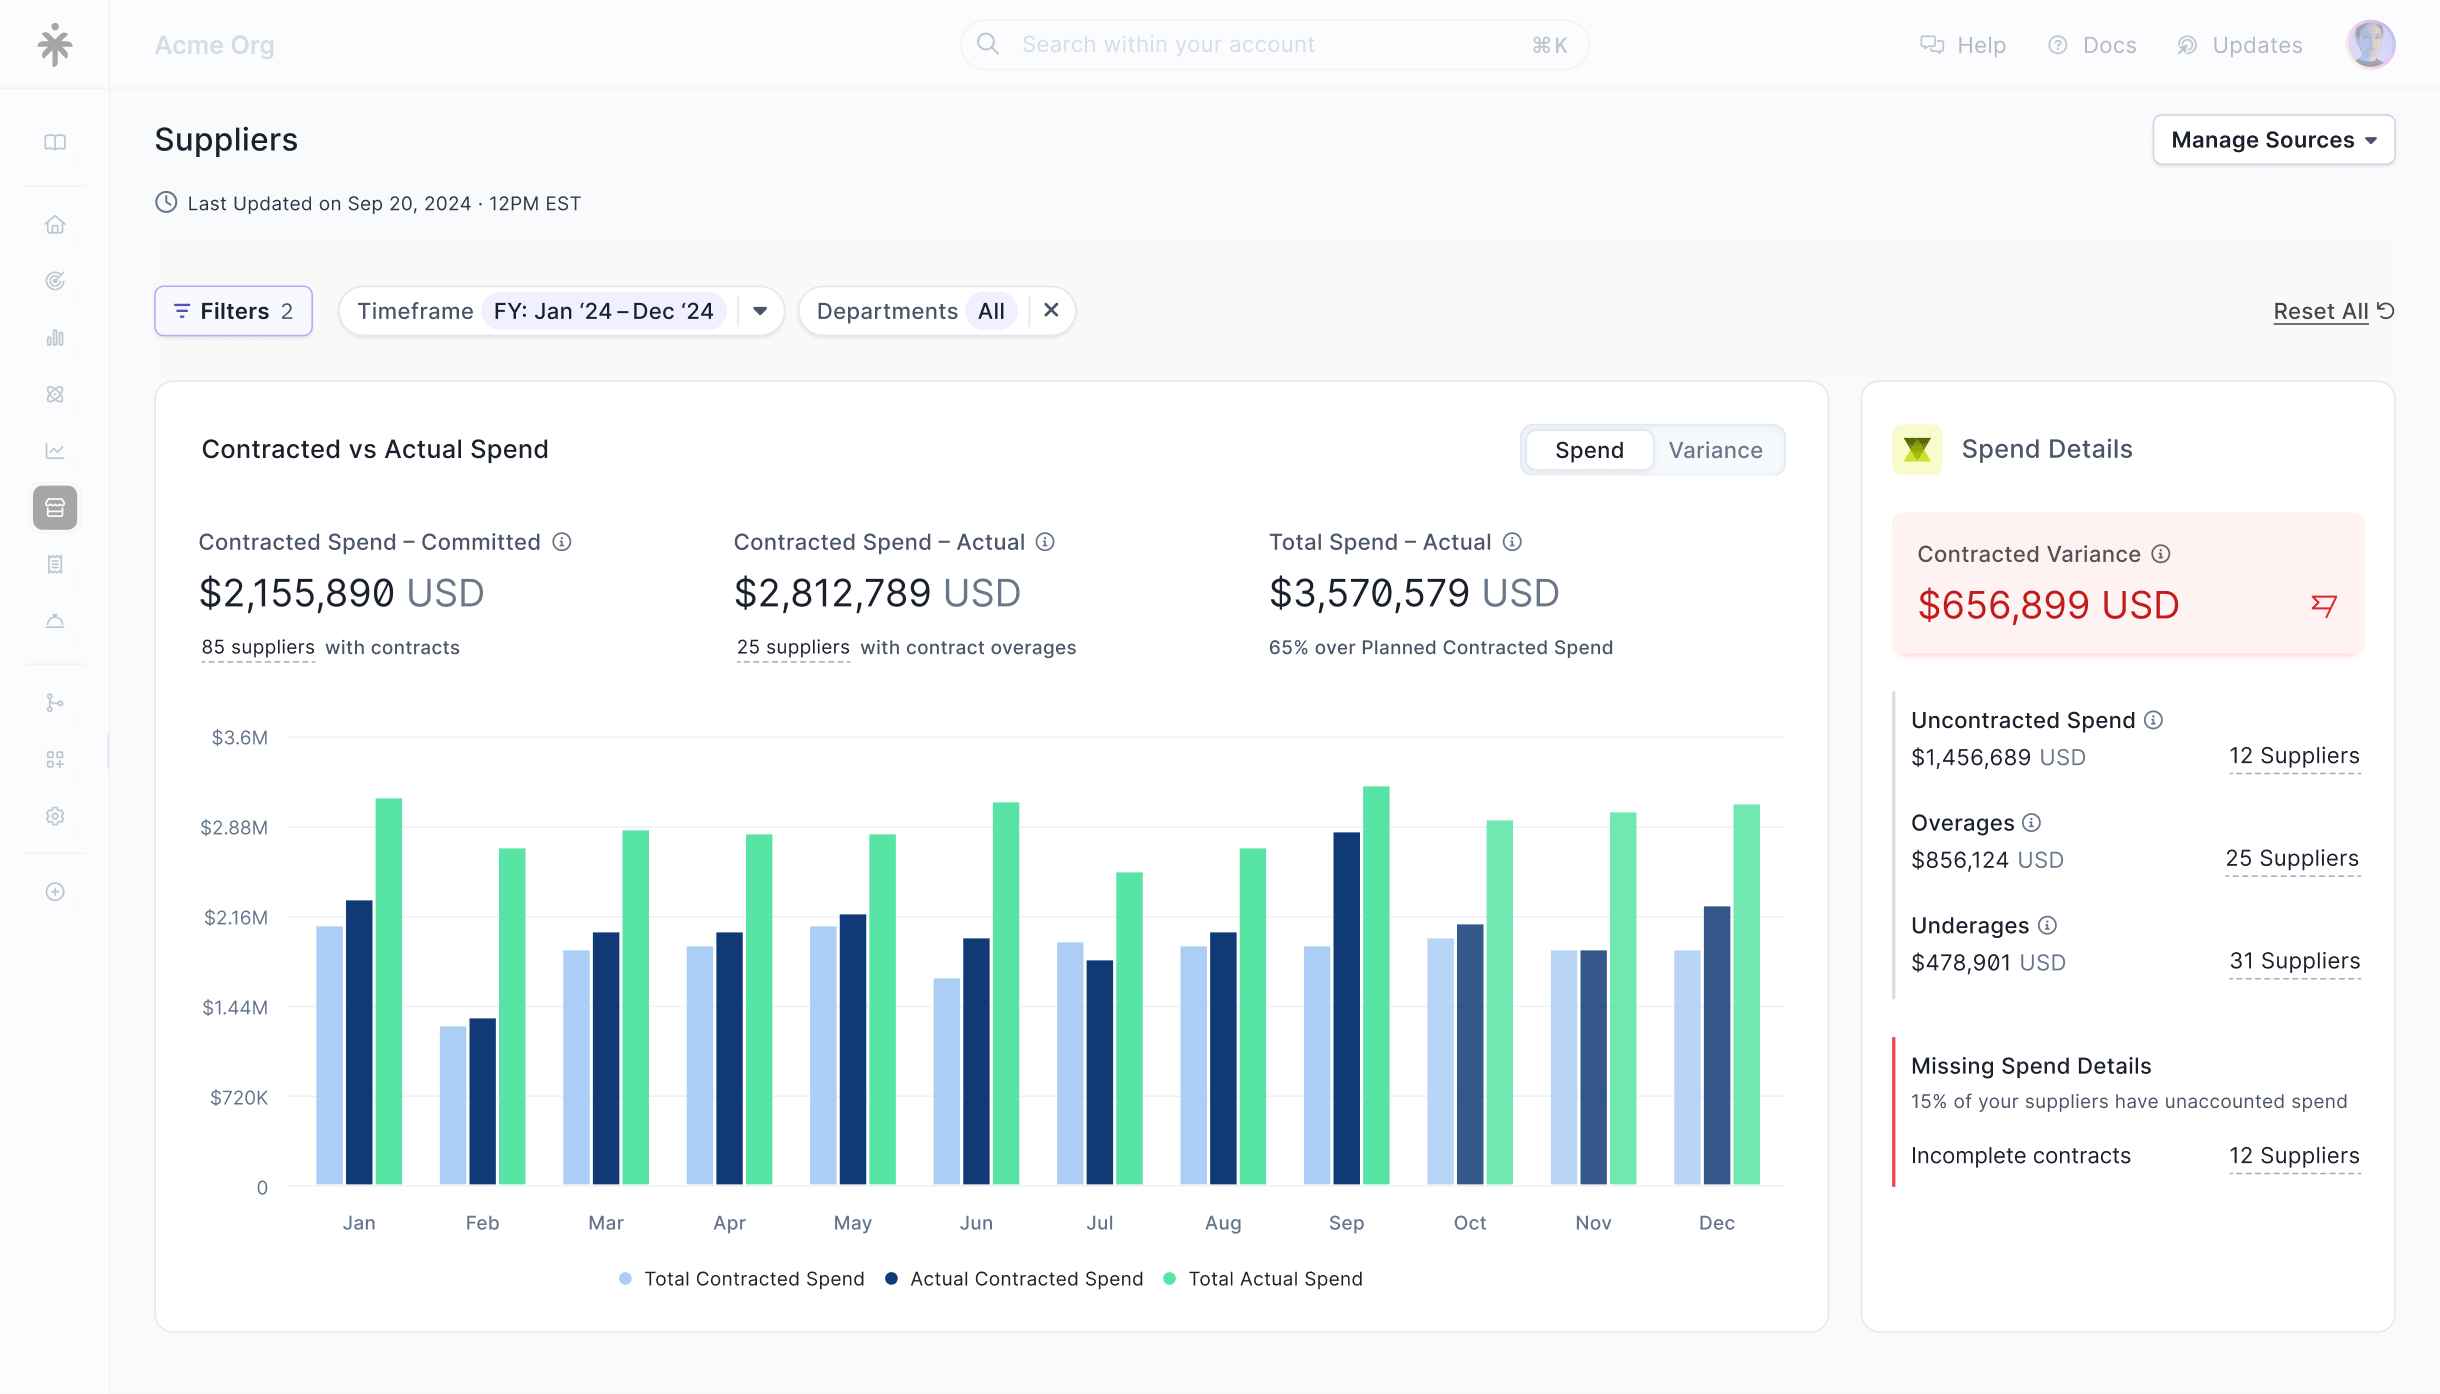 Acme Org
Search within your account ⌘K
Help
Docs
Updates
Suppliers
Manage Sources
Last Updated on Sep 20, 2024 · 12PM EST
Filters 2
Timeframe FY: Jan ‘24 – Dec ‘24
Departments All
Reset All
Contracted vs Actual Spend
Spend Variance
Contracted Spend – Committed
$2,155,890 USD
85 suppliers with contracts
Contracted Spend – Actual
$2,812,789 USD
25 suppliers with contract overages
Total Spend – Actual
$3,570,579 USD
65% over Planned Contracted Spend
$3.6M
$2.88M
$2.16M
$1.44M
$720K
0
Jan Feb Mar Apr May Jun Jul Aug Sep Oct Nov Dec
Total Contracted Spend Actual Contracted Spend Total Actual Spend
Spend Details
Contracted Variance
$656,899 USD
Uncontracted Spend
$1,456,689 USD 12 Suppliers
Overages
$856,124 USD 25 Suppliers
Underages
$478,901 USD 31 Suppliers
Missing Spend Details
15% of your suppliers have unaccounted spend
Incomplete contracts 12 Suppliers